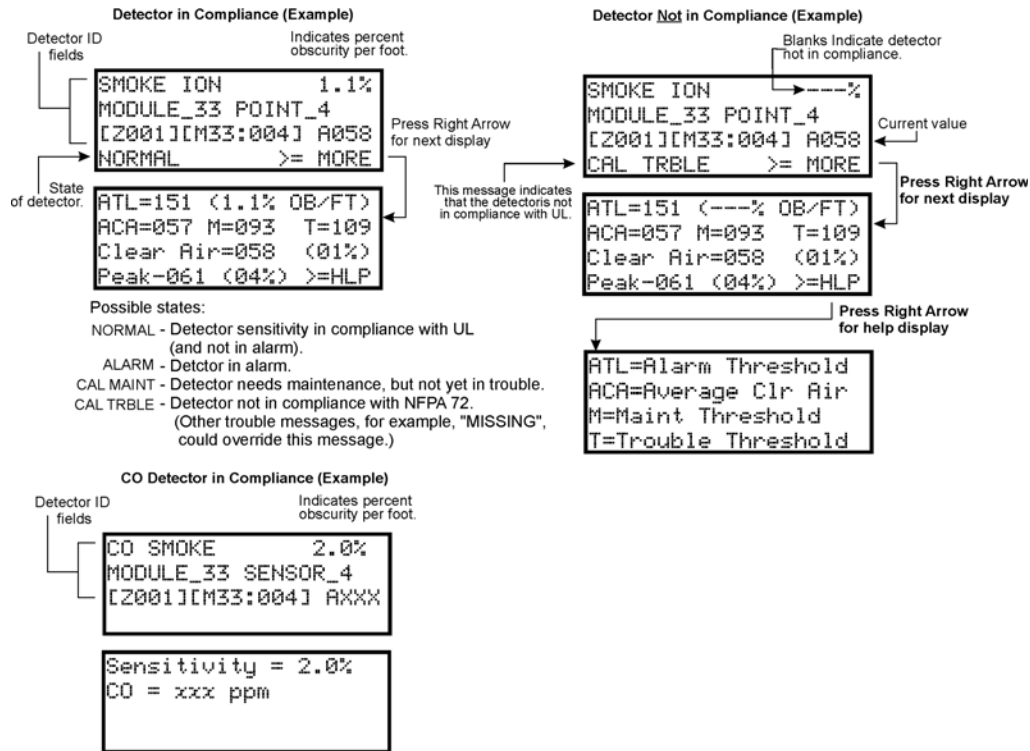 Detector in Compliance (Example)
Detector ID
fields
Indicates percent
obscurity per foot.
SMOKE ION 1.1%
MODULE_33 POINT_4
[Z001][M33:004] A058
NORMAL >= MORE
State
of detector.
Press Right Arrow
for next display
ATL=151 (1.1% OB/FT)
ACA=057 M=093 T=109
Clear Air=058 (01%)
Peak-061 (04%) >=HLP
Possible states:
NORMAL - Detector sensitivity in compliance with UL
(and not in alarm).
ALARM - Detctor in alarm.
CAL MAINT - Detector needs maintenance, but not yet in trouble.
CAL TRBLE - Detector not in compliance with NFPA 72.
(Other trouble messages, for example, "MISSING",
could override this message.)
Detector Not in Compliance (Example)
Blanks Indicate detector
not in compliance.
SMOKE ION ---%
MODULE_33 POINT_4
[Z001][M33:004] A058
CAL TRBLE >= MORE
Current value
This message indicates
that the detectoris not
in compliance with UL.
Press Right Arrow
for next display
ATL=151 (---% OB/FT)
ACA=057 M=093 T=109
Clear Air=058 (01%)
Peak-061 (04%) >=HLP
Press Right Arrow
for help display
ATL=Alarm Threshold
ACA=Average Clr Air
M=Maint Threshold
T=Trouble Threshold
CO Detector in Compliance (Example)
Detector ID
fields
Indicates percent
obscurity per foot.
CO SMOKE 2.0%
MODULE_33 SENSOR_4
[Z001][M33:004] AXXX
Sensitivity = 2.0%
CO = xxx ppm